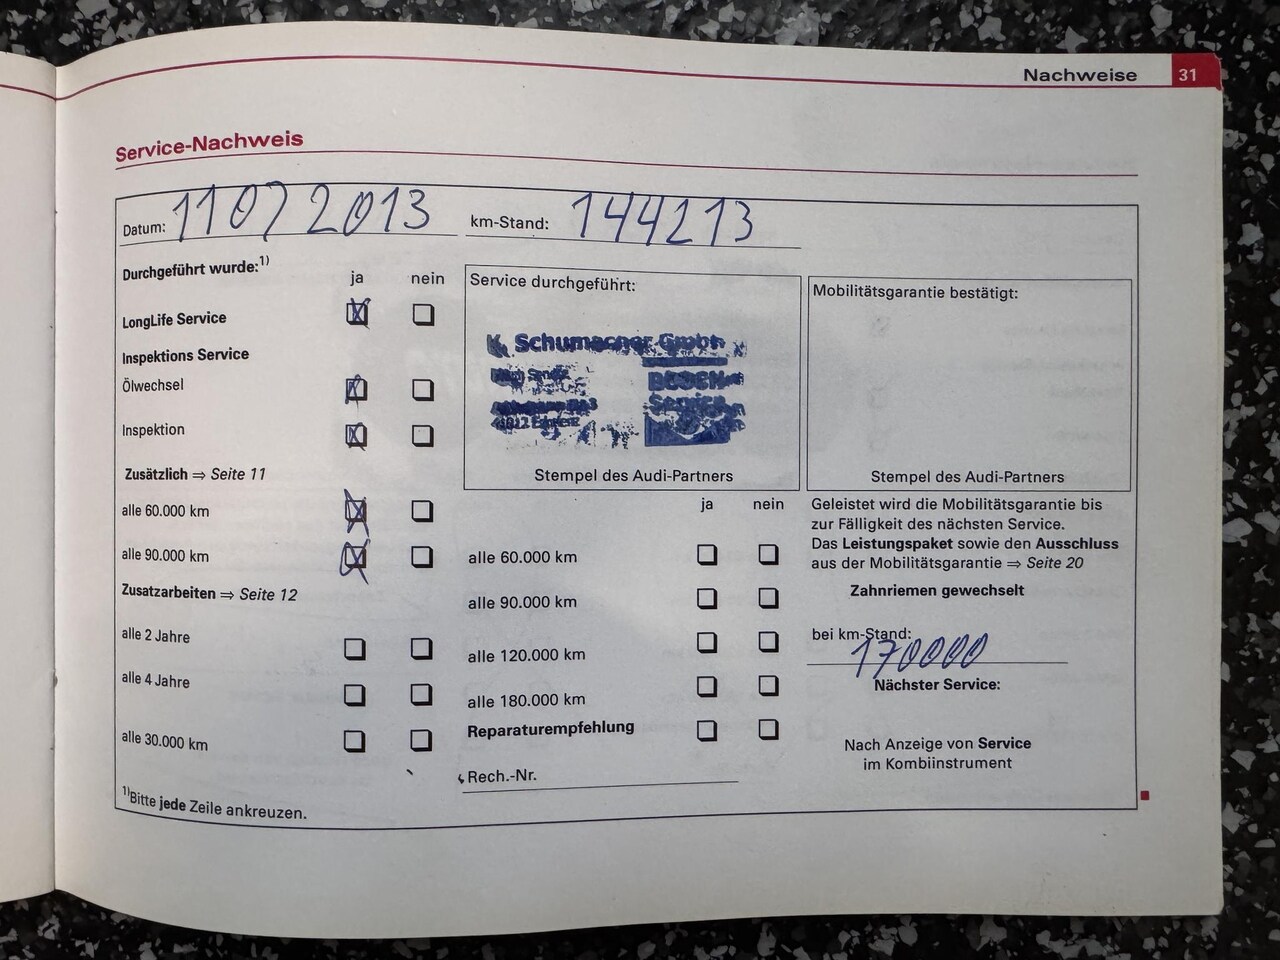 Nachweise 31
Service-Nachweis
Datum: 11072013 km-Stand: 144213
Durchgeführt wurde:1)
ja nein
LongLife Service
Inspektions Service
Ölwechsel
Inspektion
Zusätzlich ⇒ Seite 11
alle 60.000 km
alle 90.000 km
Zusatzarbeiten ⇒ Seite 12
alle 2 Jahre
alle 4 Jahre
alle 30.000 km
1)Bitte jede Zeile ankreuzen.
Service durchgeführt:
K. Schumacher GmbH
BOSCH
Service
Stempel des Audi-Partners
ja nein
alle 60.000 km
alle 90.000 km
alle 120.000 km
alle 180.000 km
Reparaturempfehlung
Rech.-Nr.
Mobilitätsgarantie bestätigt:
Stempel des Audi-Partners
Geleistet wird die Mobilitätsgarantie bis
zur Fälligkeit des nächsten Service.
Das Leistungspaket sowie den Ausschluss
aus der Mobilitätsgarantie ⇒ Seite 20
Zahnriemen gewechselt
bei km-Stand:
170000
Nächster Service:
Nach Anzeige von Service
im Kombiinstrument